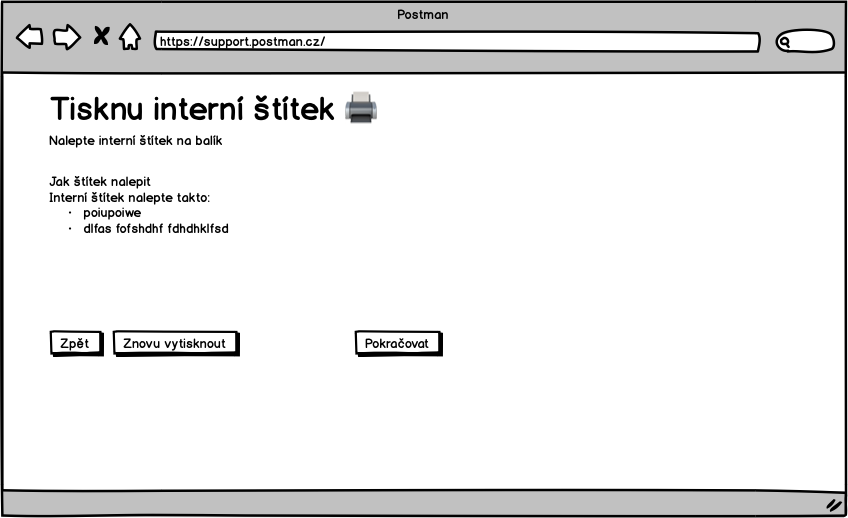 Postman
https://support.postman.cz/
Tisknu interní štítek
Nalepte interní štítek na balík
Jak štítek nalepit
Interní štítek nalepte takto:
· poiupoiwe
· dlfas fofshdhf fdhdhklfsd
Zpět Znovu vytisknout Pokračovat